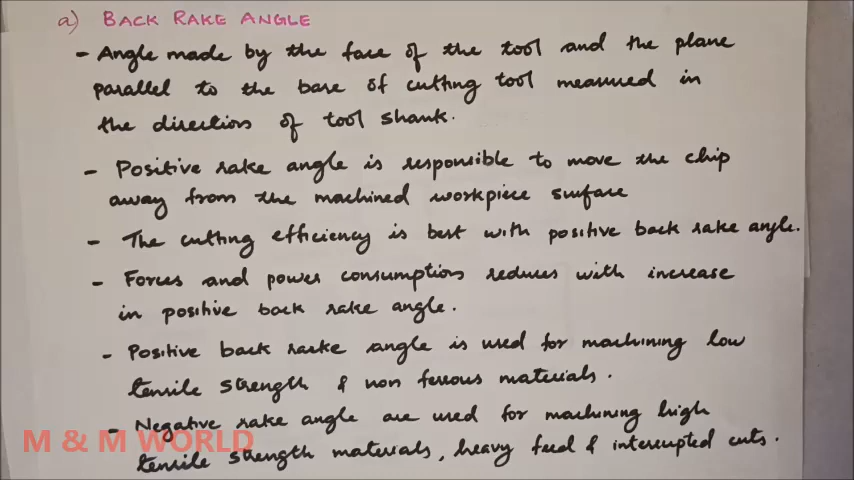 a) BACK RAKE ANGLE
- Angle made by the face of the tool and the plane
parallel to the base of cutting tool measured in
the direction of tool shank.
- Positive rake angle is responsible to move the chip
away from the machined workpiece surface
- The cutting efficiency is best with positive back rake angle.
- Forces and power consumption reduces with increase
in positive back rake angle.
- Positive back racke angle is used for machining low
tensile strength & non ferrous materials.
- Negative rake angle are used for machining high
tensile strength materials, heavy feed & interrupted cuts.
M & M WORLD